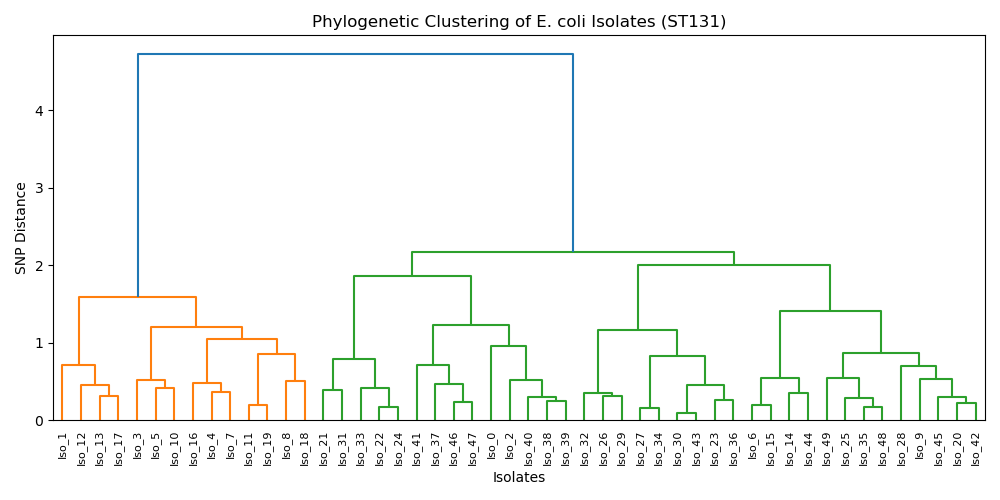 Phylogenetic Clustering of E. coli Isolates (ST131)
SNP Distance
4
3
2
1
0
Iso_1
Iso_12
Iso_13
Iso_17
Iso_3
Iso_5
Iso_10
Iso_16
Iso_4
Iso_7
Iso_11
Iso_19
Iso_8
Iso_18
Iso_21
Iso_31
Iso_33
Iso_22
Iso_24
Iso_41
Iso_37
Iso_46
Iso_47
Iso_0
Iso_2
Iso_40
Iso_38
Iso_39
Iso_32
Iso_26
Iso_29
Iso_27
Iso_34
Iso_30
Iso_43
Iso_23
Iso_36
Iso_6
Iso_15
Iso_14
Iso_44
Iso_49
Iso_25
Iso_35
Iso_48
Iso_28
Iso_9
Iso_45
Iso_20
Iso_42
Isolates